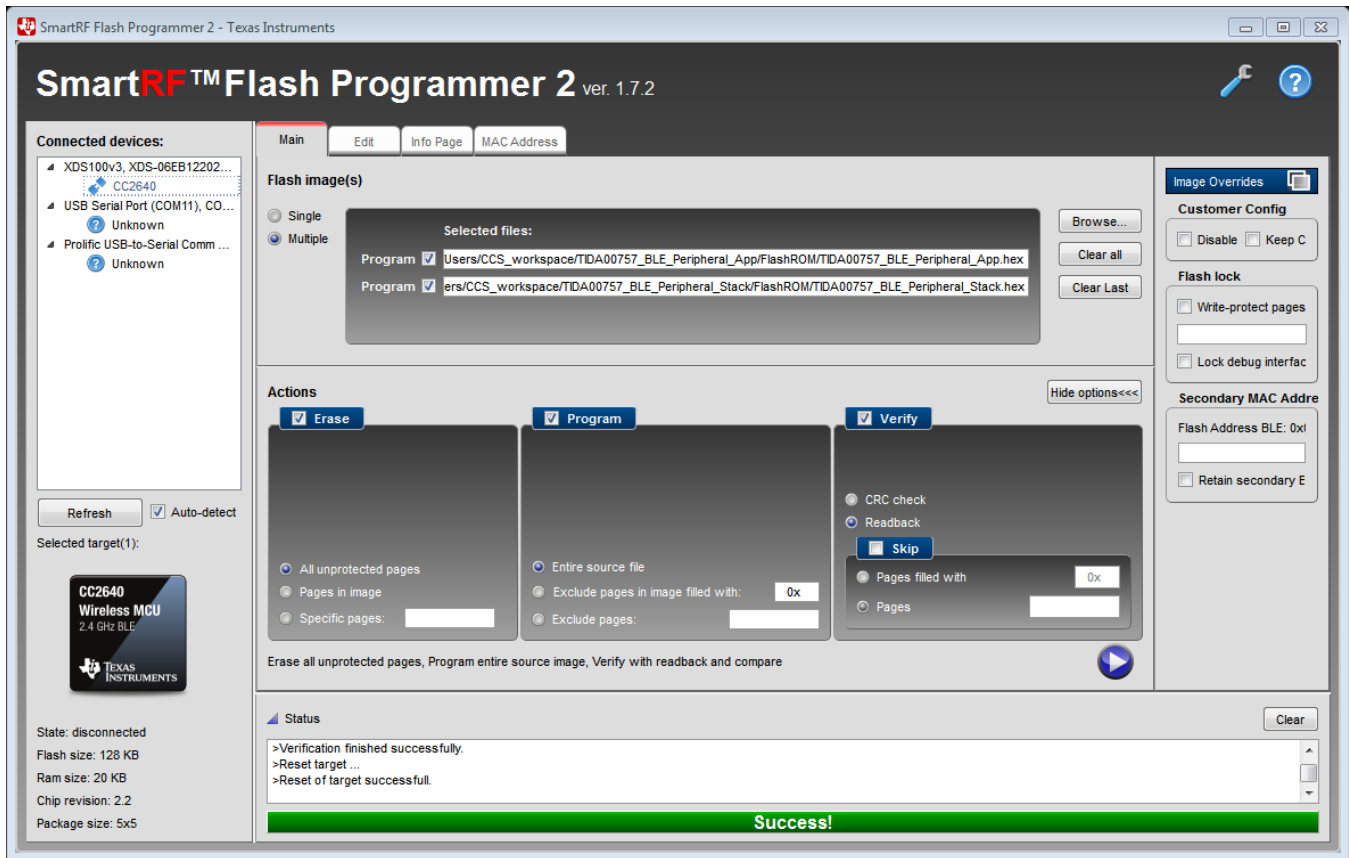 SmartRF Flash Programmer 2 - Texas Instruments
SmartRF™Flash Programmer 2 ver. 1.7.2
Connected devices:
XDS100v3, XDS-06EB12202...
CC2640
USB Serial Port (COM11), CO...
Unknown
Prolific USB-to-Serial Comm ...
Unknown
Refresh
Auto-detect
Selected target(1):
CC2640
Wireless MCU
2.4 GHz BLE
TEXAS
INSTRUMENTS
State: disconnected
Flash size: 128 KB
Ram size: 20 KB
Chip revision: 2.2
Package size: 5x5
Main Edit Info Page MAC Address
Flash image(s)
Single
Multiple
Selected files:
Program Users/CCS_workspace/TIDA00757_BLE_Peripheral_App/FlashROM/TIDA00757_BLE_Peripheral_App.hex
Program ers/CCS_workspace/TIDA00757_BLE_Peripheral_Stack/FlashROM/TIDA00757_BLE_Peripheral_Stack.hex
Browse...
Clear all
Clear Last
Actions
Hide options<<<
Erase
All unprotected pages
Pages in image
Specific pages:
Program
Entire source file
Exclude pages in image filled with: 0x
Exclude pages:
Verify
CRC check
Readback
Skip
Pages filled with 0x
Pages
Erase all unprotected pages, Program entire source image, Verify with readback and compare
Status
Clear
>Verification finished successfully.
>Reset target ...
>Reset of target successfull.
Success!
Image Overrides
Customer Config
Disable Keep C
Flash lock
Write-protect pages
Lock debug interfac
Secondary MAC Addre
Flash Address BLE: 0x(
Retain secondary E